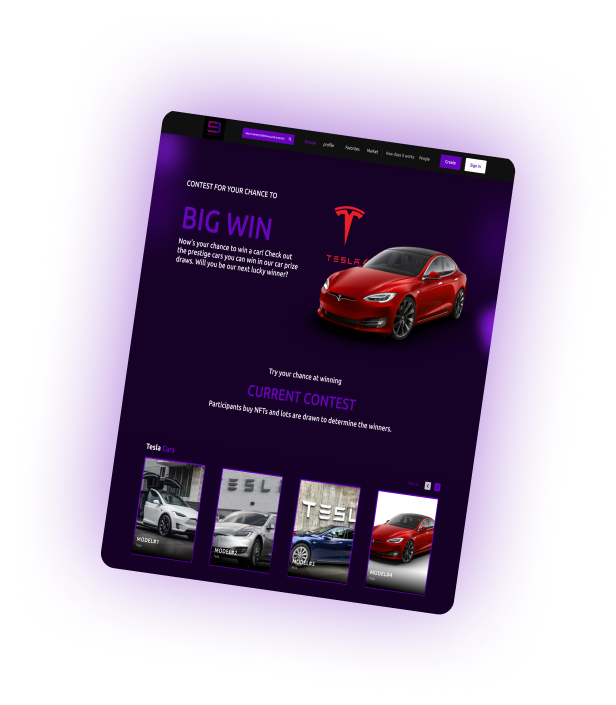 profile
Favorites
Market
How does it works
People
Create
Sign In
CONTEST FOR YOUR CHANCE TO
BIG WIN
Now's your chance to win a car! Check out
the prestige cars you can win in our car prize
draws. Will you be our next lucky winner?
TESLA
Try your chance at winning
CURRENT CONTEST
Participants buy NFTs and lots are drawn to determine the winners.
Tesla Cars
TESL
TESL
MODEL#1
MODEL#2
MODEL#3
MODEL#4